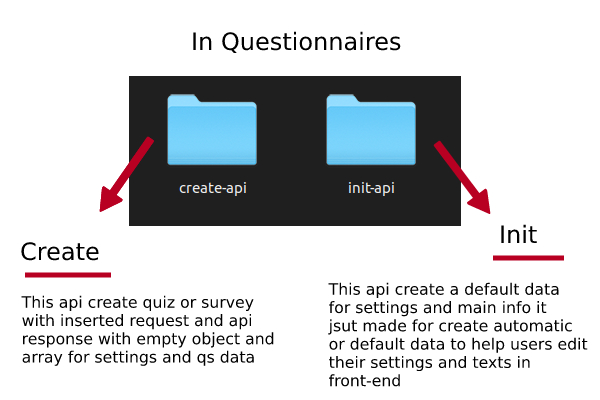 In Questionnaires
create-api
init-api
Create
This api create quiz or survey
with inserted request and api
response with empty object and
array for settings and qs data
Init
This api create a default data
for settings and main info it
jsut made for create automatic
or default data to help users edit
their settings and texts in
front-end